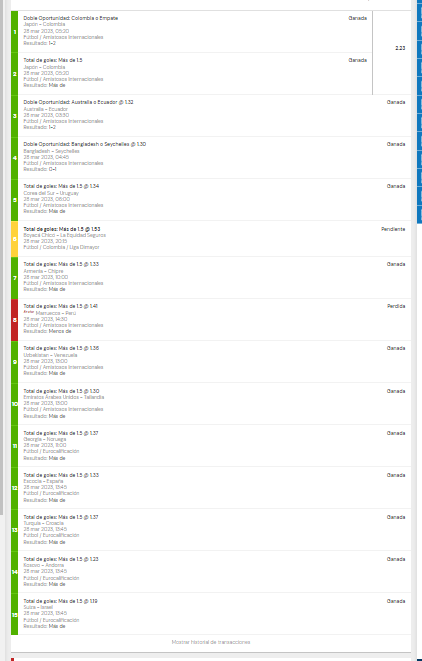 Doble Oportunidad: Colombia o Empate Ganada
1
Japón – Colombia
28 mar 2023, 05:20
Fútbol / Amistosos Internacionales
Resultado: 1-2
2.23
Total de goles: Más de 1.5 Ganada
2
Japón – Colombia
28 mar 2023, 05:20
Fútbol / Amistosos Internacionales
Resultado: Más de
Doble Oportunidad: Australia o Ecuador @ 1.32 Ganada
3
Australia – Ecuador
28 mar 2023, 03:30
Fútbol / Amistosos Internacionales
Resultado: 1-2
Doble Oportunidad: Bangladesh o Seychelles @ 1.30 Ganada
4
Bangladesh – Seychelles
28 mar 2023, 04:45
Fútbol / Amistosos Internacionales
Resultado: 0-1
Total de goles: Más de 1.5 @ 1.34 Ganada
5
Corea del Sur – Uruguay
28 mar 2023, 06:00
Fútbol / Amistosos Internacionales
Resultado: Más de
Total de goles: Más de 1.5 @ 1.53 Pendiente
Boyacá Chicó – La Equidad Seguros
28 mar 2023, 20:15
Fútbol / Colombia / Liga Dimayor
Total de goles: Más de 1.5 @ 1.33 Ganada
7
Armenia – Chipre
28 mar 2023, 10:00
Fútbol / Amistosos Internacionales
Resultado: Más de
Total de goles: Más de 1.5 @ 1.41 Perdida
8
Marruecos – Perú
28 mar 2023, 14:30
Fútbol / Amistosos Internacionales
Resultado: Menos de
Total de goles: Más de 1.5 @ 1.36 Ganada
9
Uzbekistán – Venezuela
28 mar 2023, 13:00
Fútbol / Amistosos Internacionales
Resultado: Más de
Total de goles: Más de 1.5 @ 1.30 Ganada
10
Emiratos Árabes Unidos – Tailandia
28 mar 2023, 13:00
Fútbol / Amistosos Internacionales
Resultado: Más de
Total de goles: Más de 1.5 @ 1.37 Ganada
11
Georgia – Noruega
28 mar 2023, 11:00
Fútbol / Eurocalificación
Resultado: Más de
Total de goles: Más de 1.5 @ 1.33 Ganada
12
Escocia – España
28 mar 2023, 13:45
Fútbol / Eurocalificación
Resultado: Más de
Total de goles: Más de 1.5 @ 1.37 Ganada
13
Turquía – Croacia
28 mar 2023, 13:45
Fútbol / Eurocalificación
Resultado: Más de
Total de goles: Más de 1.5 @ 1.23 Ganada
14
Kosovo – Andorra
28 mar 2023, 13:45
Fútbol / Eurocalificación
Resultado: Más de
Total de goles: Más de 1.5 @ 1.19 Ganada
15
Suiza – Israel
28 mar 2023, 13:45
Fútbol / Eurocalificación
Resultado: Más de
Mostrar historial de transacciones